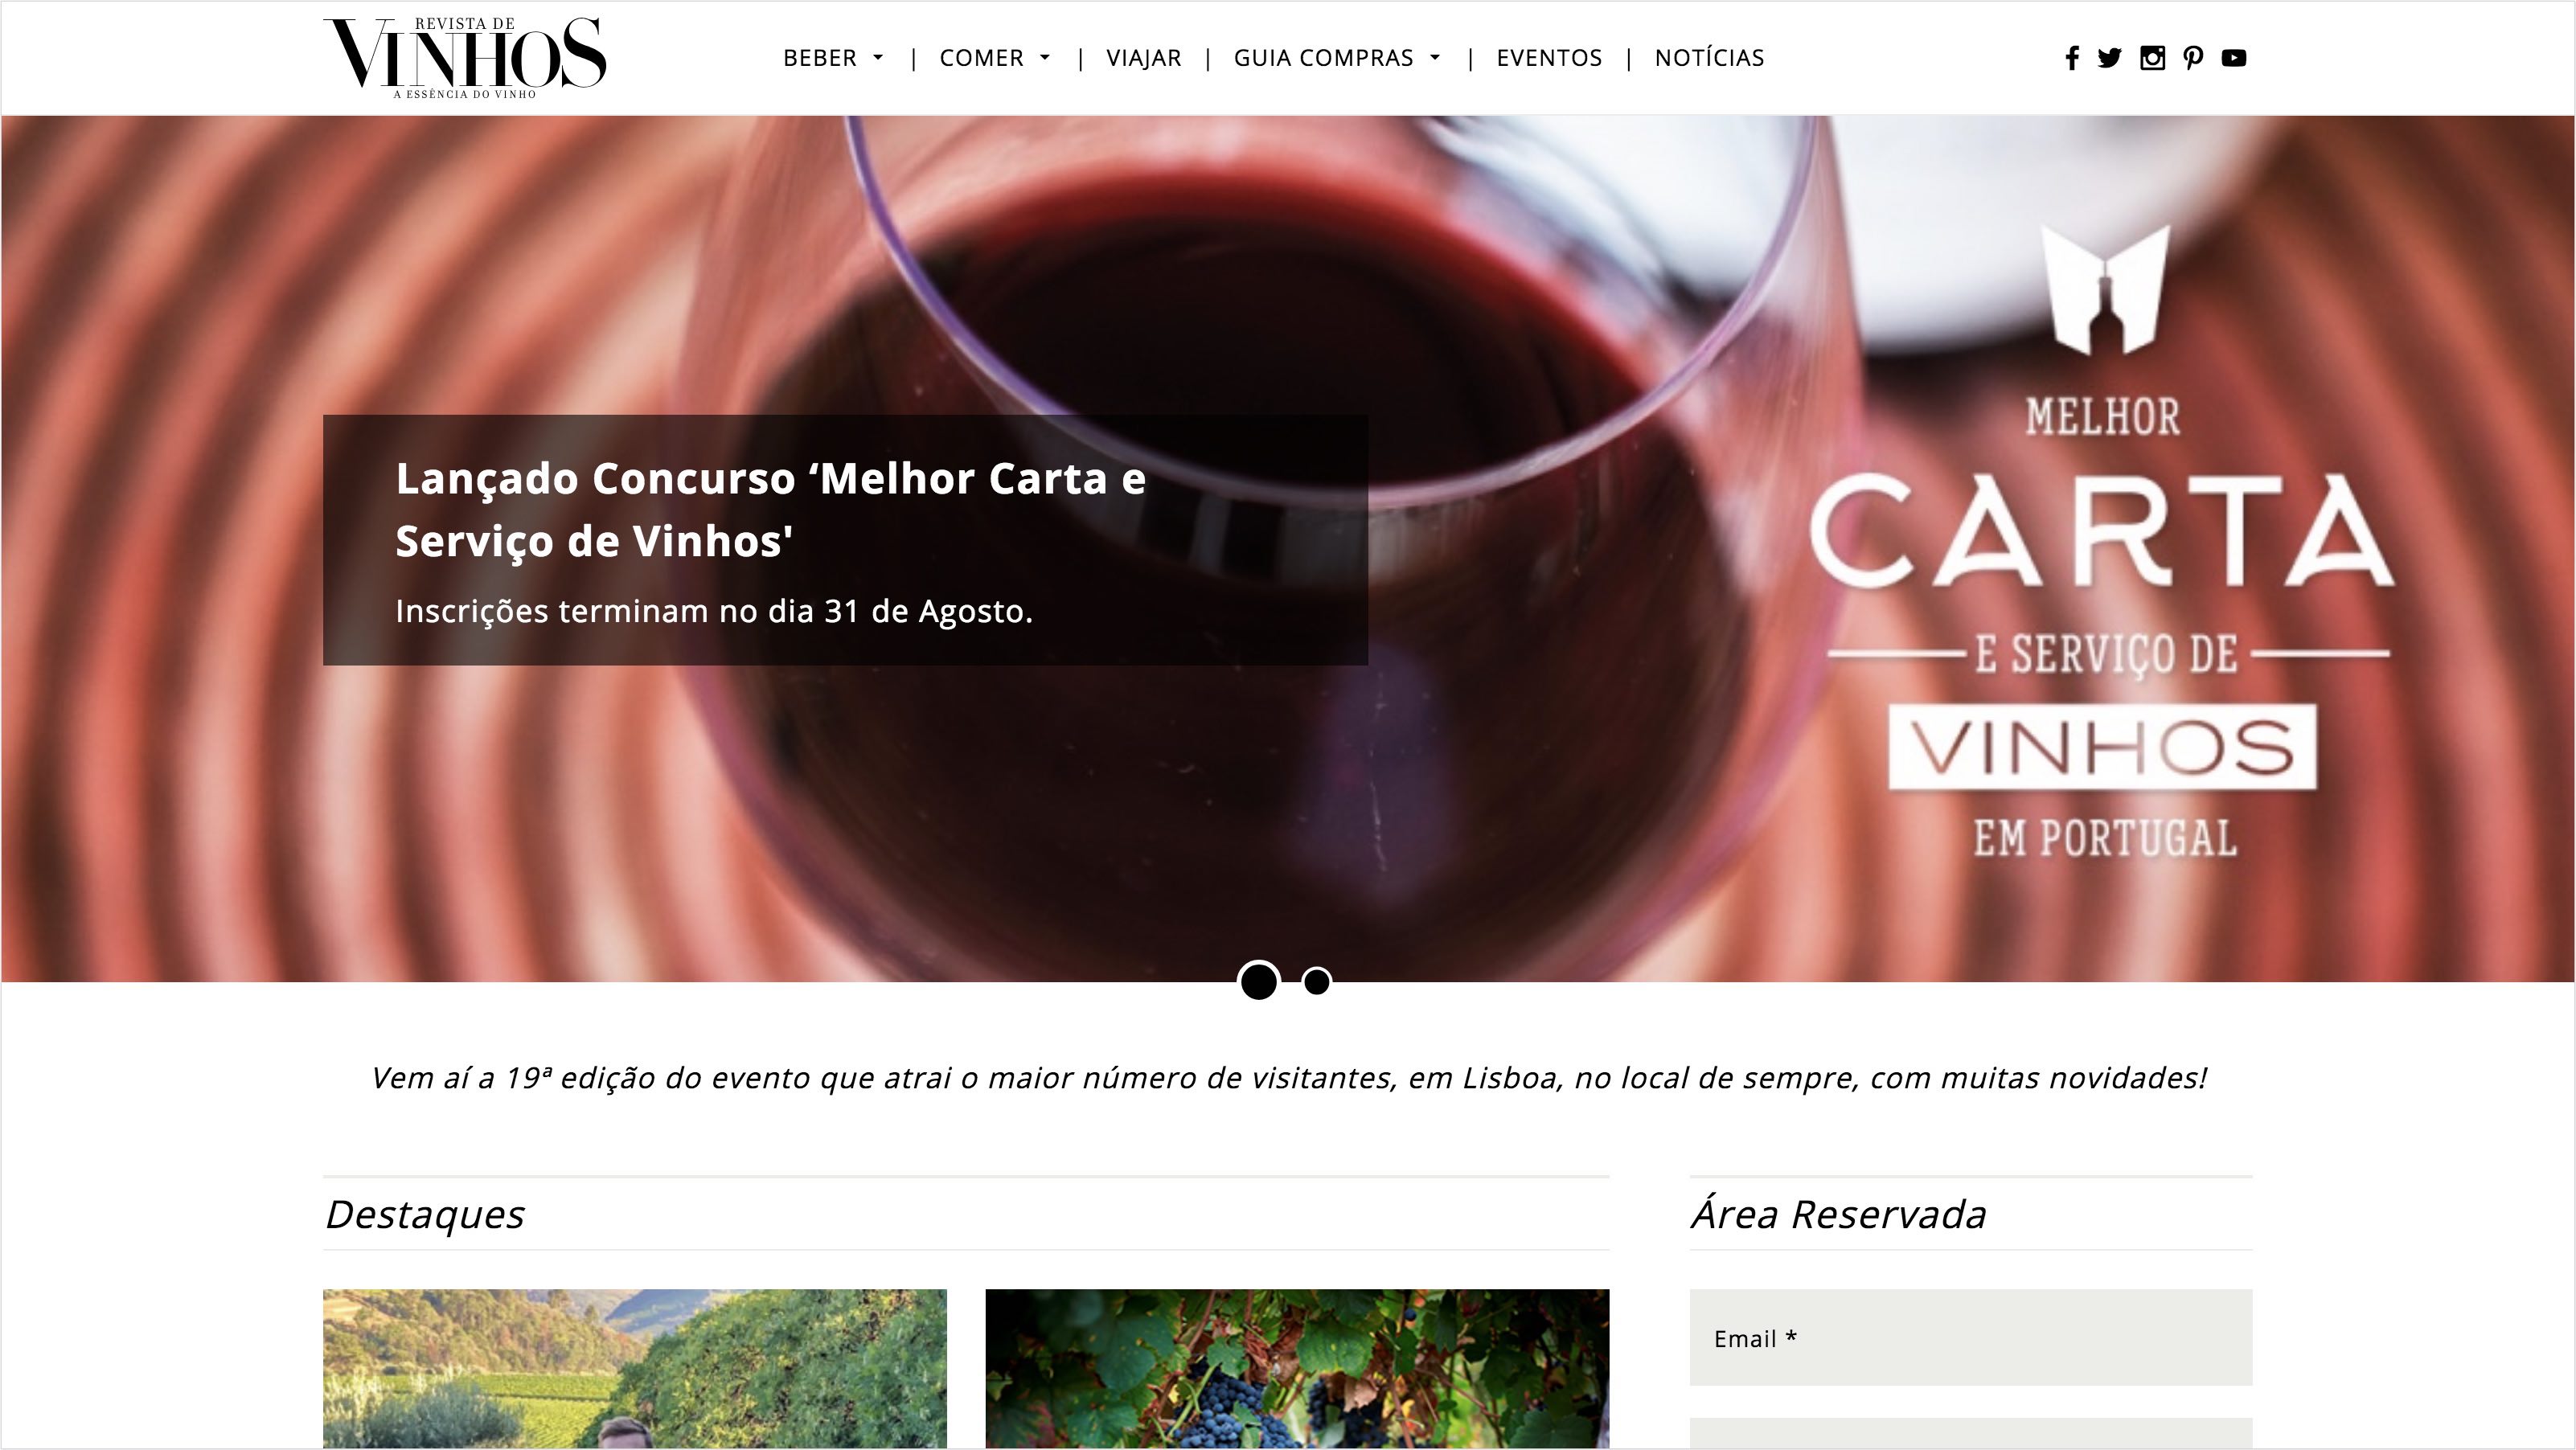 REVISTA DE
VINHOS
A ESSÊNCIA DO VINHO
BEBER | COMER | VIAJAR | GUIA COMPRAS | EVENTOS | NOTÍCIAS
Lançado Concurso ‘Melhor Carta e
Serviço de Vinhos'
Inscrições terminam no dia 31 de Agosto.
MELHOR
CARTA
E SERVIÇO DE
VINHOS
EM PORTUGAL
Vem aí a 19ª edição do evento que atrai o maior número de visitantes, em Lisboa, no local de sempre, com muitas novidades!
Destaques
Área Reservada
Email *